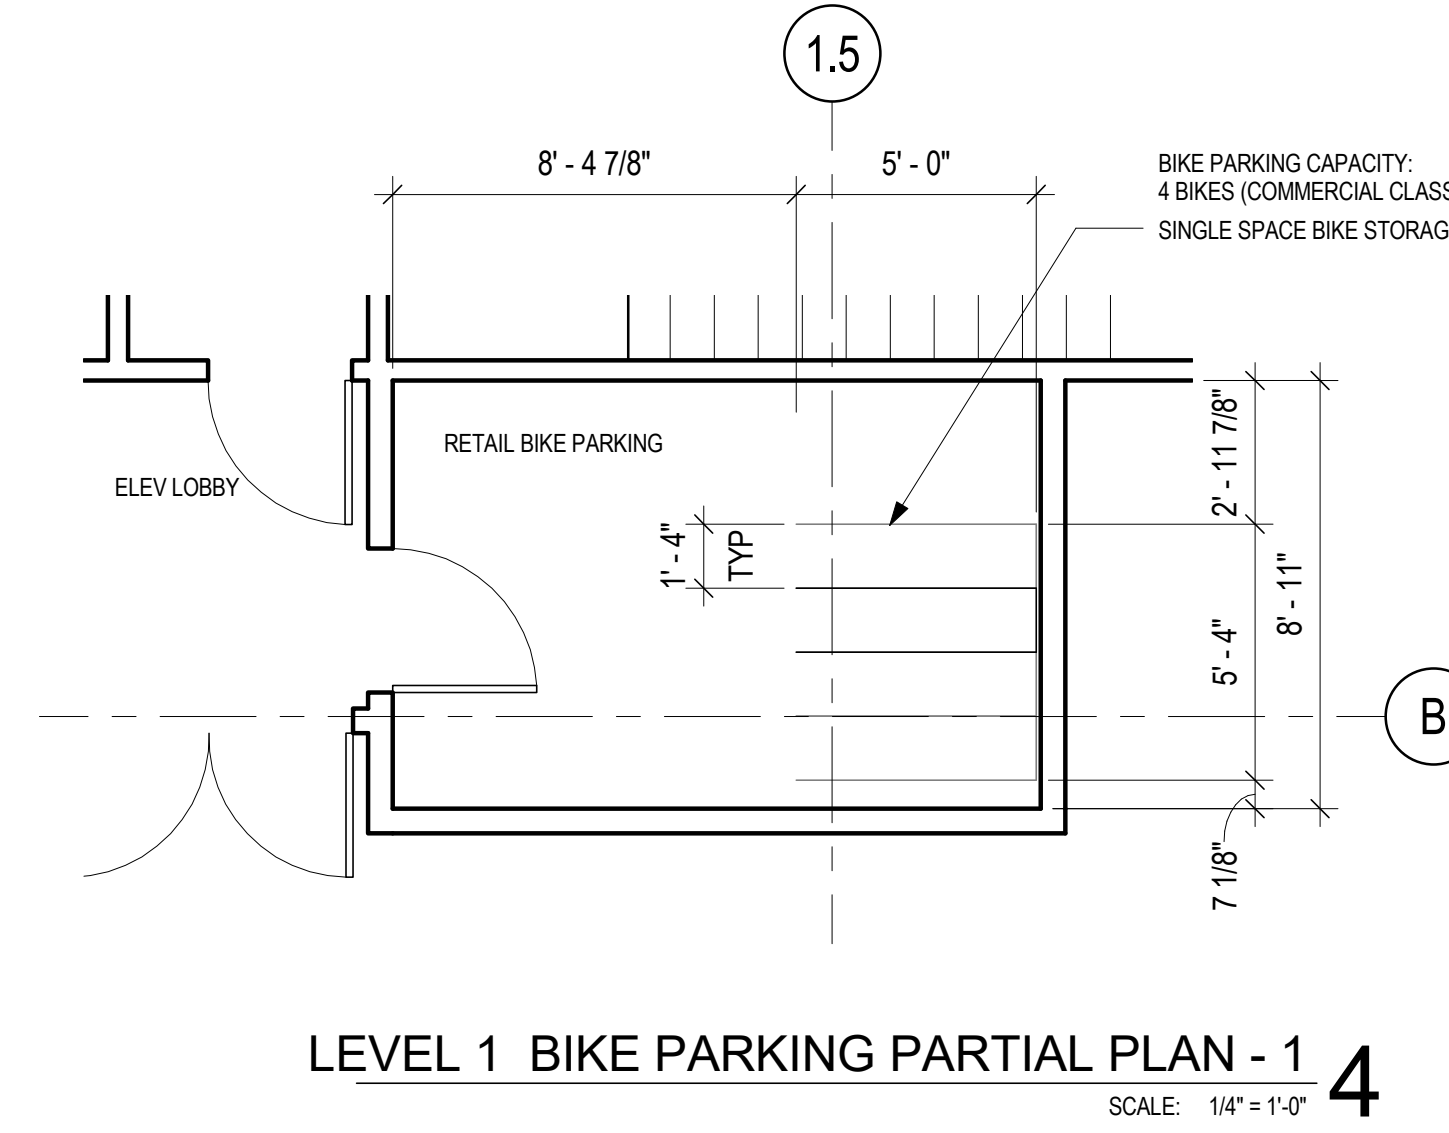 1.5
8' - 4 7/8"
5' - 0"
BIKE PARKING CAPACITY:
4 BIKES (COMMERCIAL CLASS
SINGLE SPACE BIKE STORAG
RETAIL BIKE PARKING
ELEV LOBBY
2' - 11 7/8"
1' - 4"
TYP
8' - 11"
5' - 4"
B
7 1/8"
LEVEL 1 BIKE PARKING PARTIAL PLAN - 1
4
SCALE: 1/4" = 1'-0"